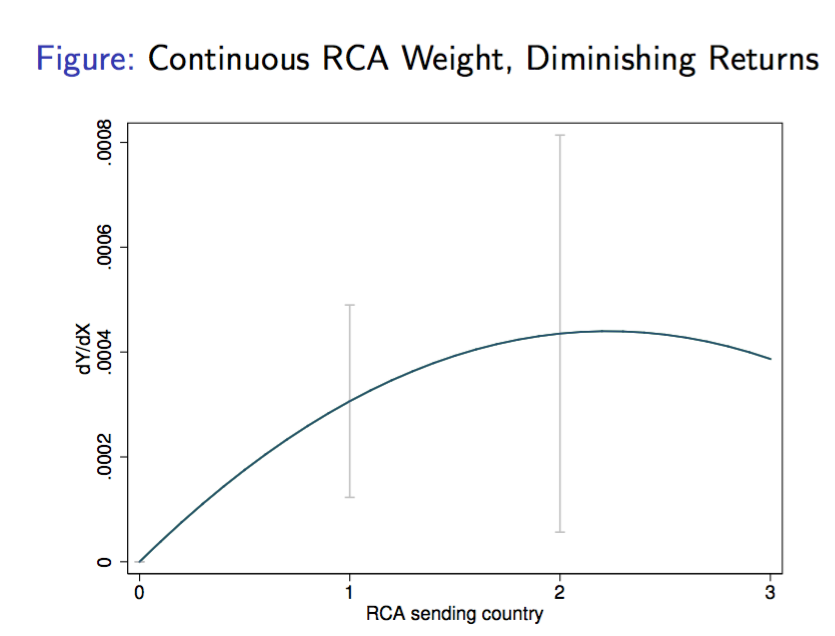 Figure: Continuous RCA Weight, Diminishing Returns
.0008
.0006
.0004
.0002
0
dY/dX
0 1 2 3
RCA sending country